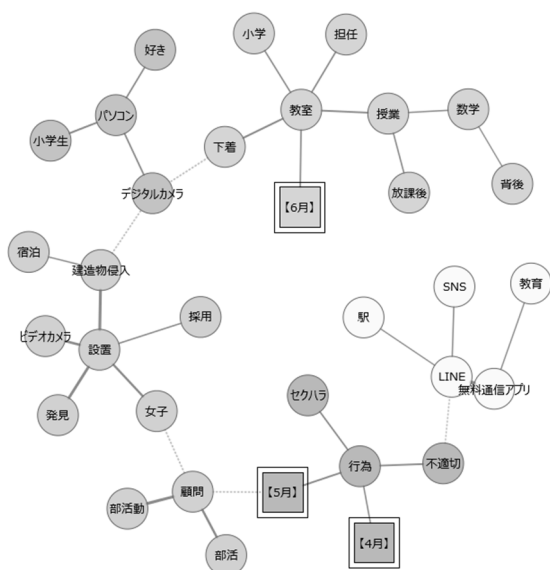 好き
小学
担任
パソコン
教室
授業
数学
小学生
下着
デジタルカメラ
放課後
背後
【6月】
宿泊
建造物侵入
SNS
教育
ビデオカメラ
設置
採用
駅
LINE
無料通信アプリ
発見
女子
セクハラ
行為
不適切
部活動
顧問
【5月】
部活
【4月】